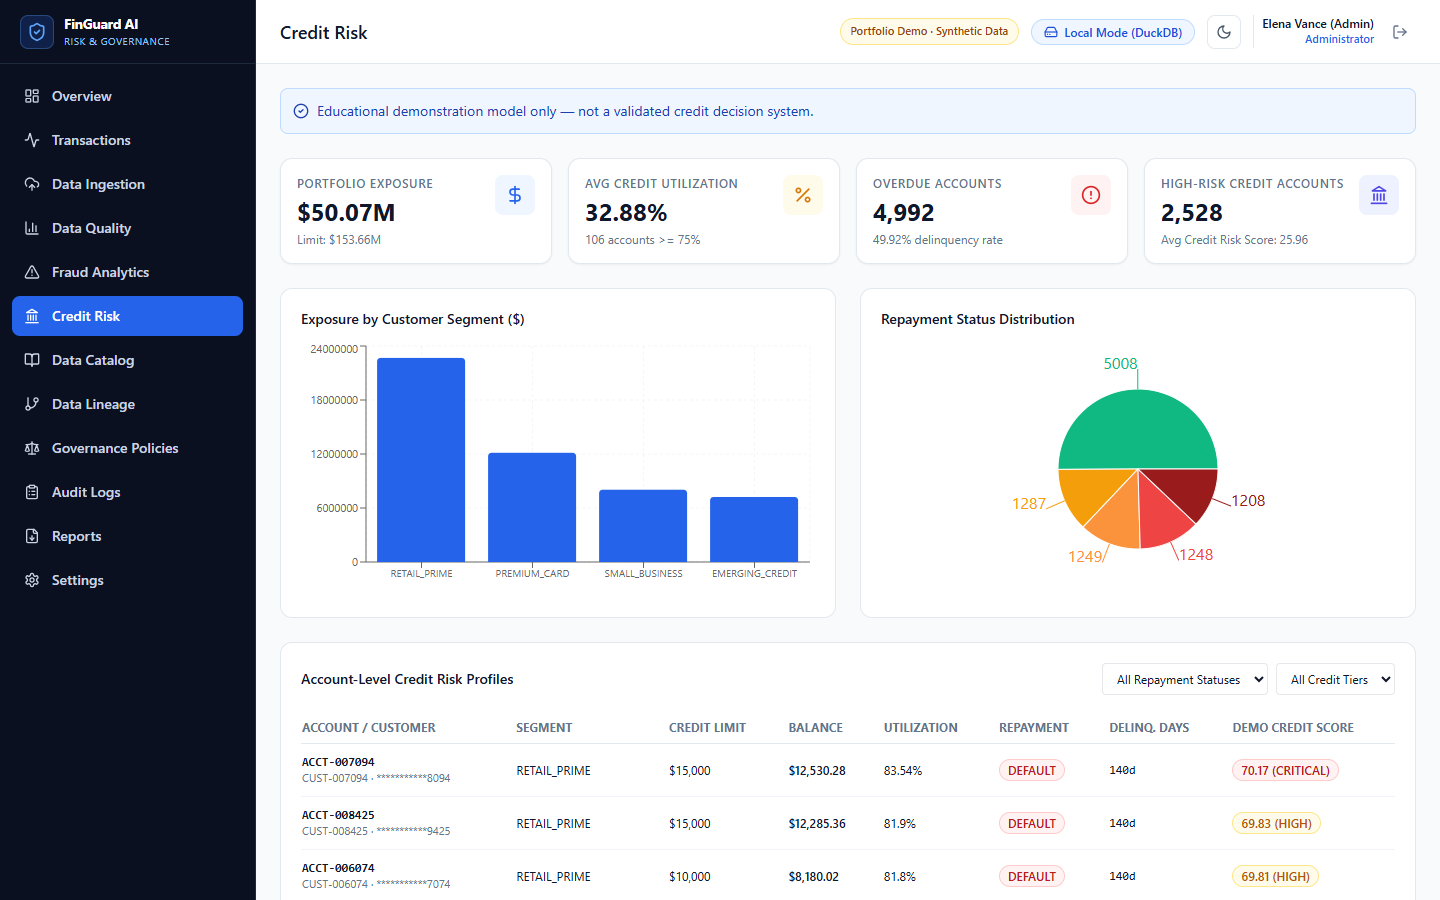 FinGuard AI
RISK & GOVERNANCE
Overview
Transactions
Data Ingestion
Data Quality
Fraud Analytics
Credit Risk
Data Catalog
Data Lineage
Governance Policies
Audit Logs
Reports
Settings
Credit Risk
Portfolio Demo · Synthetic Data
Local Mode (DuckDB)
Elena Vance (Admin)
Administrator
Educational demonstration model only — not a validated credit decision system.
PORTFOLIO EXPOSURE
$50.07M
Limit: $153.66M
AVG CREDIT UTILIZATION
32.88%
106 accounts >= 75%
OVERDUE ACCOUNTS
4,992
49.92% delinquency rate
HIGH-RISK CREDIT ACCOUNTS
2,528
Avg Credit Risk Score: 25.96
Exposure by Customer Segment ($)
24000000
18000000
12000000
6000000
0
RETAIL_PRIME PREMIUM_CARD SMALL_BUSINESS EMERGING_CREDIT
Repayment Status Distribution
5008
1287
1208
1249
1248
Account-Level Credit Risk Profiles
All Repayment Statuses
All Credit Tiers
ACCOUNT / CUSTOMER SEGMENT CREDIT LIMIT BALANCE UTILIZATION REPAYMENT DELINQ. DAYS DEMO CREDIT SCORE
ACCT-007094
CUST-007094 · ***********8094
RETAIL_PRIME $15,000 $12,530.28 83.54% DEFAULT 140d 70.17 (CRITICAL)
ACCT-008425
CUST-008425 · ***********9425
RETAIL_PRIME $15,000 $12,285.36 81.9% DEFAULT 140d 69.83 (HIGH)
ACCT-006074
CUST-006074 · ***********7074
RETAIL_PRIME $10,000 $8,180.02 81.8% DEFAULT 140d 69.81 (HIGH)